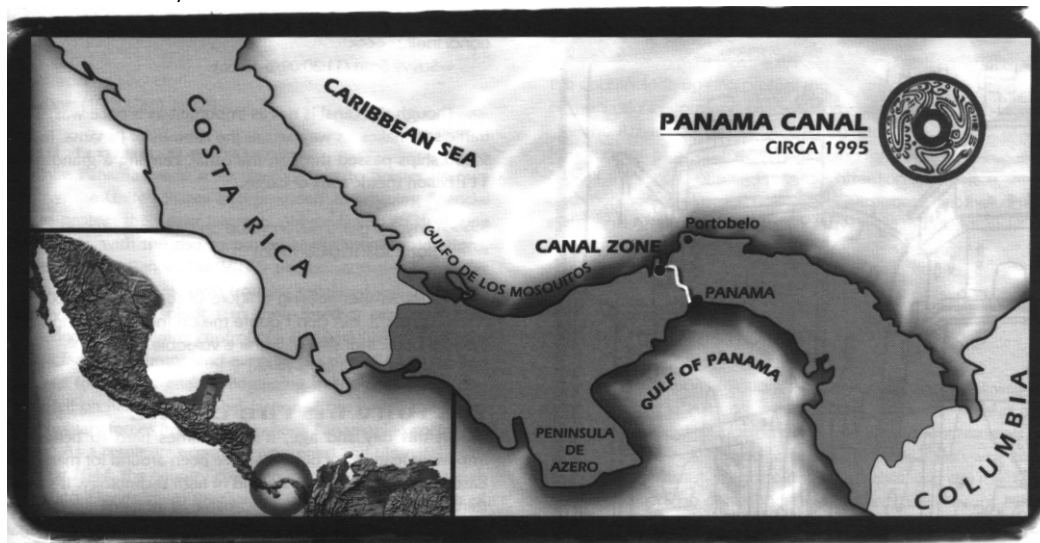 PANAMA CANAL
CIRCA 1995
CARIBBEAN SEA
COSTA RICA
GULFO DE LOS MOSQUITOS
Portobelo
CANAL ZONE
PANAMA
GULF OF PANAMA
PENINSULA
DE
AZERO
COLUMBIA